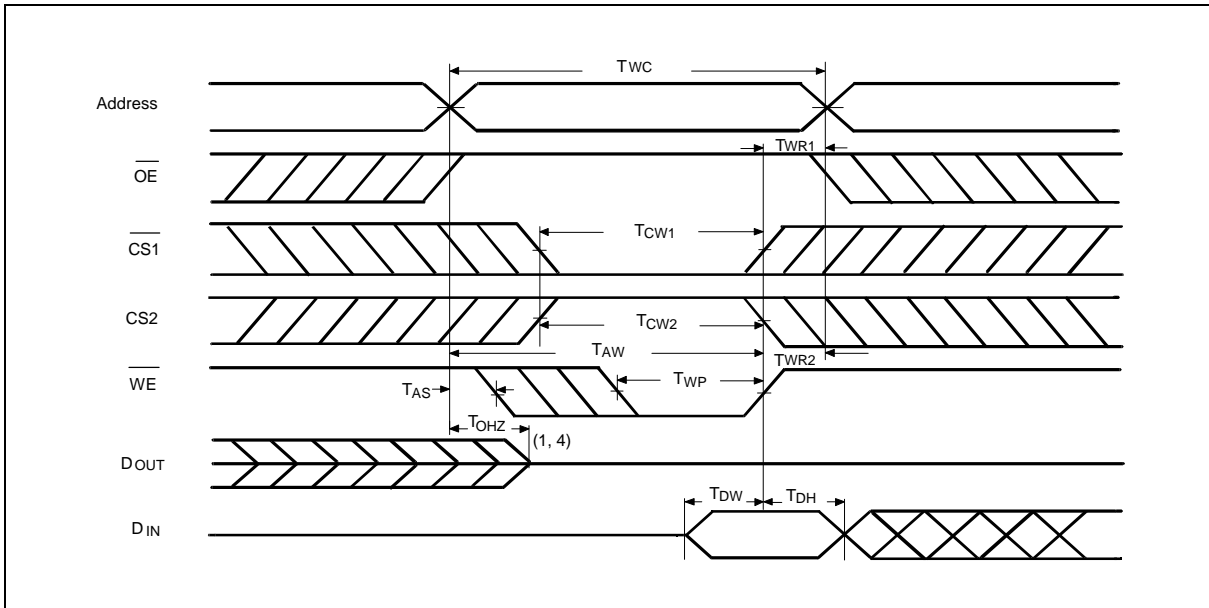 TWC
Address
TWR1
OE
TCW1
CS1
CS2
TCW2
TAW
TWR2
WE
TAS
TWP
TOHZ
(1, 4)
DOUT
TDW
TDH
DIN